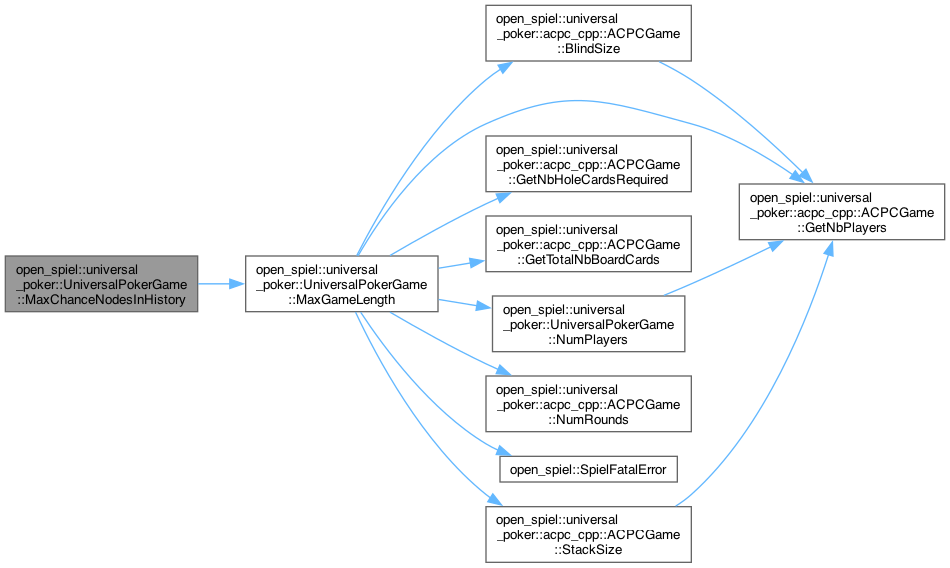 open_spiel::universal
_poker::UniversalPokerGame
::MaxChanceNodesInHistory
open_spiel::universal
_poker::UniversalPokerGame
::MaxGameLength
open_spiel::universal
_poker::acpc_cpp::ACPCGame
::BlindSize
open_spiel::universal
_poker::acpc_cpp::ACPCGame
::GetNbHoleCardsRequired
open_spiel::universal
_poker::acpc_cpp::ACPCGame
::GetTotalNbBoardCards
open_spiel::universal
_poker::UniversalPokerGame
::NumPlayers
open_spiel::universal
_poker::acpc_cpp::ACPCGame
::NumRounds
open_spiel::SpielFatalError
open_spiel::universal
_poker::acpc_cpp::ACPCGame
::StackSize
open_spiel::universal
_poker::acpc_cpp::ACPCGame
::GetNbPlayers